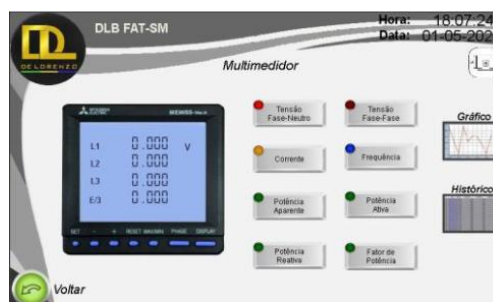 DLB FAT-SM
Hora: 18:07:24
Data: 01-05-202
DE LORENZO
Multimedidor
MITSUBISHI ELECTRIC
L1 0.000 V
L2 0.000
L3 0.000
E/3 0.000
SET - + RESET MAX/MIN PHASE DISPLAY
Tensão Fase-Neutro
Tensão Fase-Fase
Corrente
Frequência
Potência Aparente
Potência Ativa
Potência Reativa
Fator de Potência
Gráfico
Histórico
Voltar